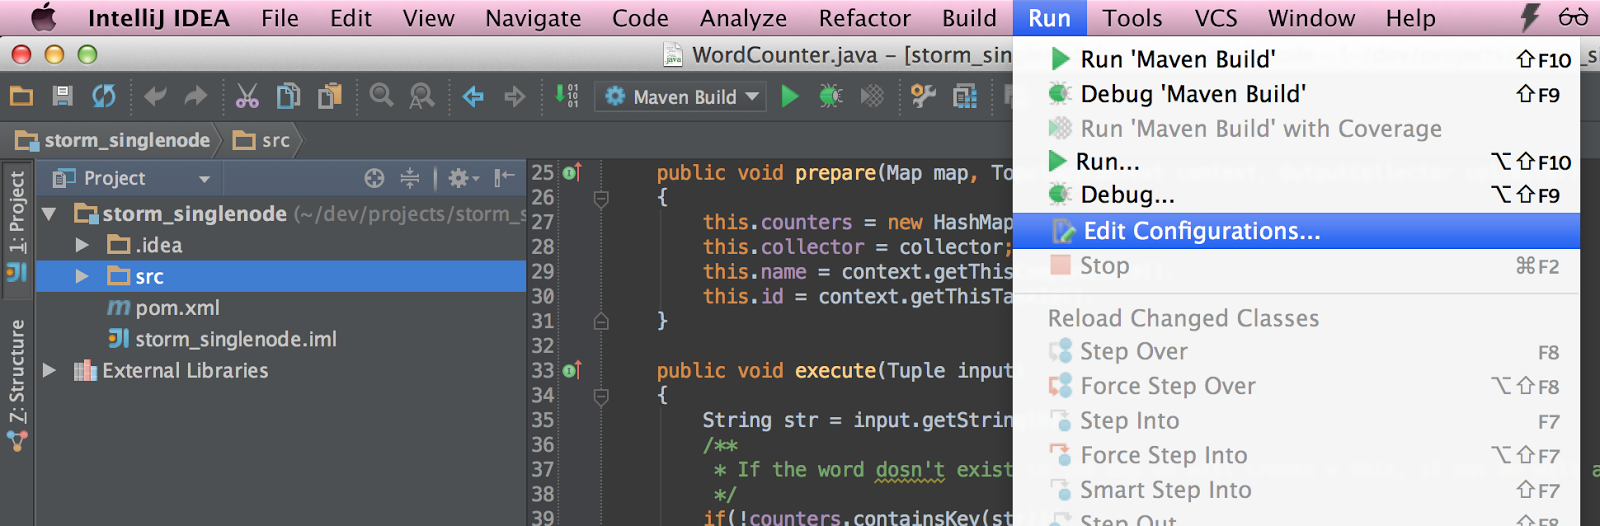 IntelliJ IDEA File Edit View Navigate Code Analyze Refactor Build Run Tools VCS Window Help
WordCounter.java – [storm_sin
Maven Build
storm_singlenode src
Project
storm_singlenode (~/dev/projects/storm_s
.idea
src
pom.xml
storm_singlenode.iml
External Libraries
1: Project
Z: Structure
25 public void prepare(Map map, To
26 {
27 this.counters = new HashMap
28 this.collector = collector;
29 this.name = context.getThis
30 this.id = context.getThisTa
31 }
32
33 public void execute(Tuple input
34 {
35 String str = input.getString
36 /**
37 * If the word dosn't exist
38 */
39 if(!counters.containsKey(str
Run 'Maven Build' ⇧F10
Debug 'Maven Build' ⇧F9
Run 'Maven Build' with Coverage
Run... ⌥⇧F10
Debug... ⌥⇧F9
Edit Configurations...
Stop ⌘F2
Reload Changed Classes
Step Over F8
Force Step Over ⌥⇧F8
Step Into F7
Force Step Into ⌥⇧F7
Smart Step Into ⇧F7
Step Out ⇧F8